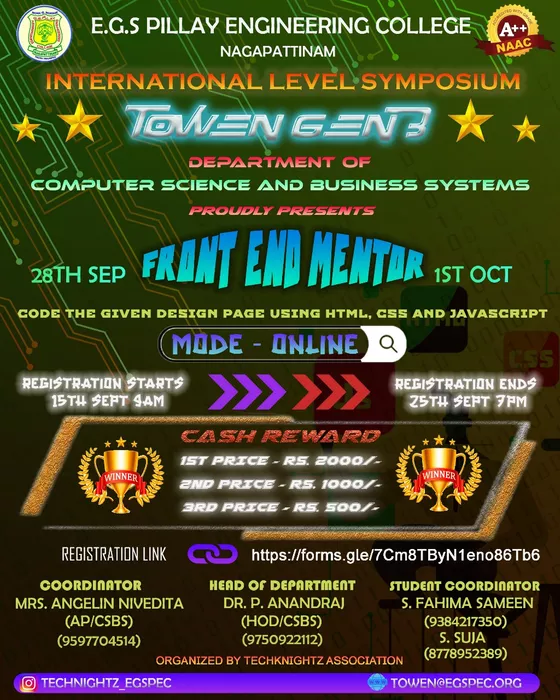 E.G.S PILLAY ENGINEERING COLLEGE
NAGAPATTINAM
A++
NAAC
INTERNATIONAL LEVEL SYMPOSIUM
TOWEN GEN'3
DEPARTMENT OF
COMPUTER SCIENCE AND BUSINESS SYSTEMS
PROUDLY PRESENTS
28TH SEP FRONT END MENTOR 1ST OCT
CODE THE GIVEN DESIGN PAGE USING HTML, CSS AND JAVASCRIPT
MODE - ONLINE
CSS
REGISTRATION STARTS
15TH SEPT 9AM
REGISTRATION ENDS
25TH SEPT 7PM
CASH REWARD
WINNER
1ST PRICE - RS. 2000/-
2ND PRICE - RS. 1000/-
3RD PRICE - RS. 500/-
WINNER
REGISTRATION LINK https://forms.gle/7Cm8TByN1eno86Tb6
COORDINATOR
MRS. ANGELIN NIVEDITA
(AP/CSBS)
(9597704514)
HEAD OF DEPARTMENT
DR. P. ANANDRAJ
(HOD/CSBS)
(9750922112)
STUDENT COORDINATOR
S. FAHIMA SAMEEN
(9384217350)
S. SUJA
(8778952389)
ORGANIZED BY TECHKNIGHTZ ASSOCIATION
TECHNIGHTZ_EGSPEC
TOWEN@EGSPEC.ORG